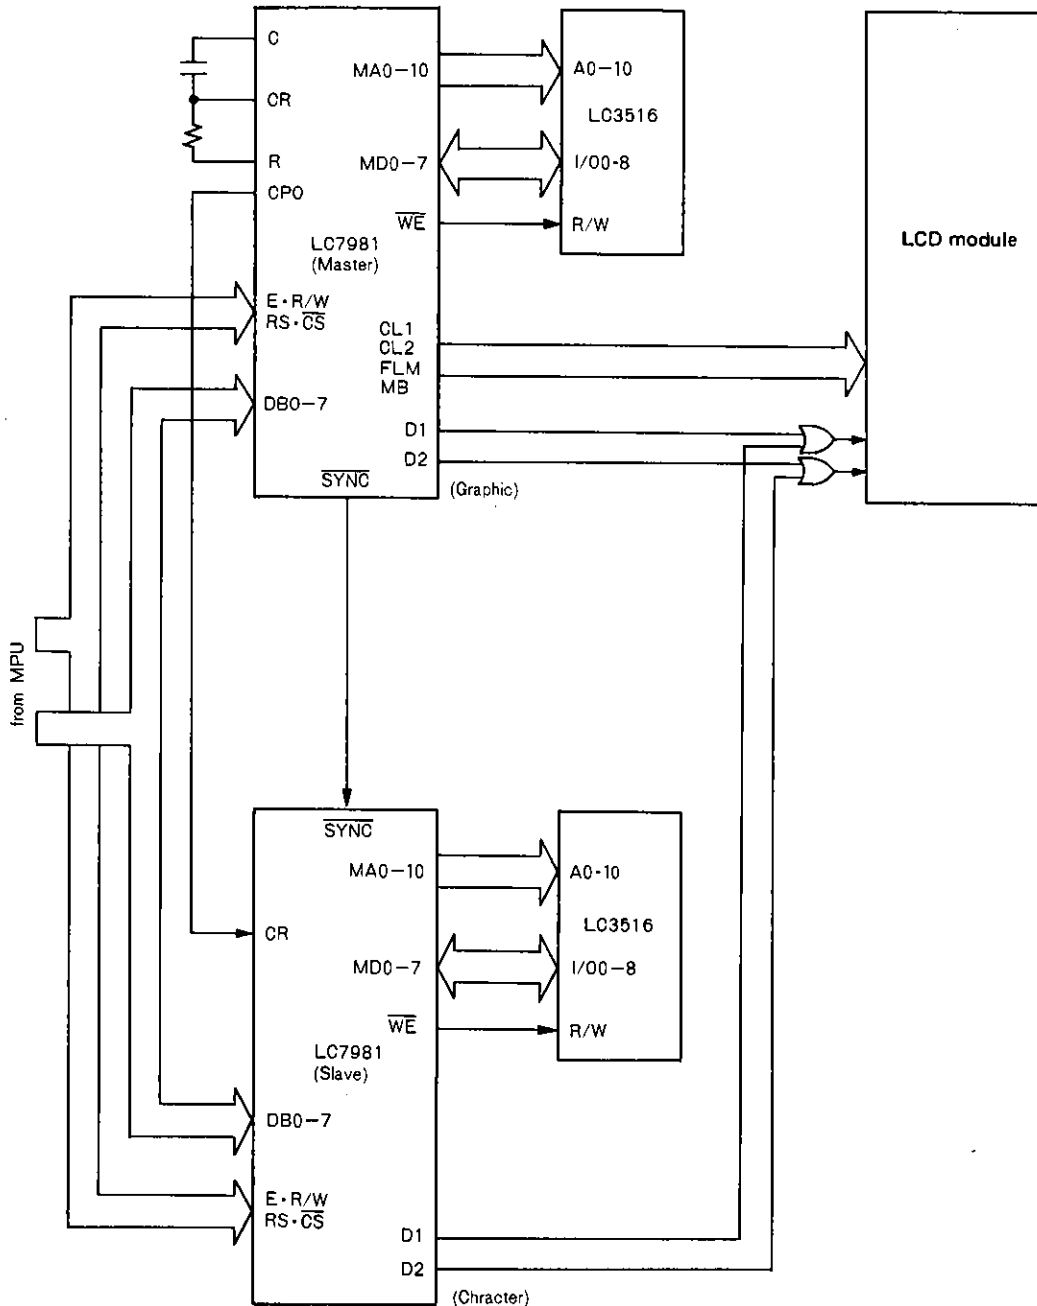 C
CR
R
CPO
E·R/W
RS·CS
DB0-7
MA0-10
MD0-7
WE
LC7981
(Master)
CL1
CL2
FLM
MB
D1
D2
SYNC
(Graphic)
A0-10
LC3516
I/O0-8
R/W
LCD module
from MPU
SYNC
MA0-10
CR
MD0-7
WE
LC7981
(Slave)
DB0-7
E·R/W
RS·CS
D1
D2
(Chracter)
A0-10
LC3516
I/O0-8
R/W